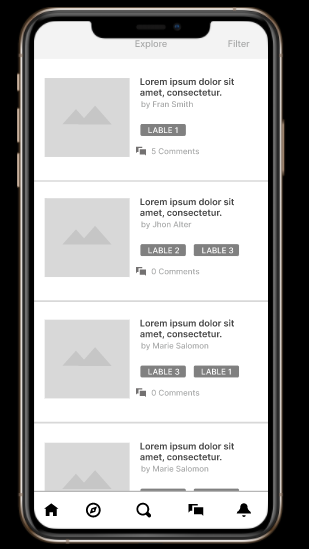 Explore Filter
Lorem ipsum dolor sit
amet, consectetur.
by Fran Smith
LABLE 1
5 Comments
Lorem ipsum dolor sit
amet, consectetur.
by Jhon Alter
LABLE 2 LABLE 3
0 Comments
Lorem ipsum dolor sit
amet, consectetur.
by Marie Salomon
LABLE 3 LABLE 1
0 Comments
Lorem ipsum dolor sit
amet, consectetur.
by Marie Salomon